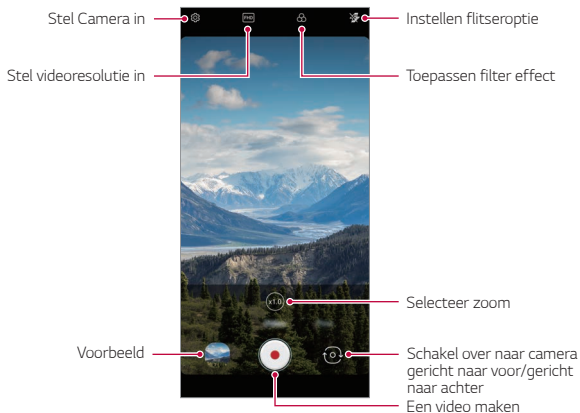 Stel Camera in
FHD
Instellen flitseroptie
Stel videoresolutie in
Toepassen filter effect
x1.0
Selecteer zoom
Voorbeeld
Schakel over naar camera
gericht naar voor/gericht
naar achter
Een video maken